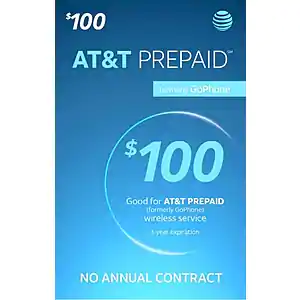 $100
AT&T PREPAID℠
formerly GoPhone
$100
Good for AT&T PREPAID
(formerly GoPhone)
wireless service
1-year expiration
NO ANNUAL CONTRACT